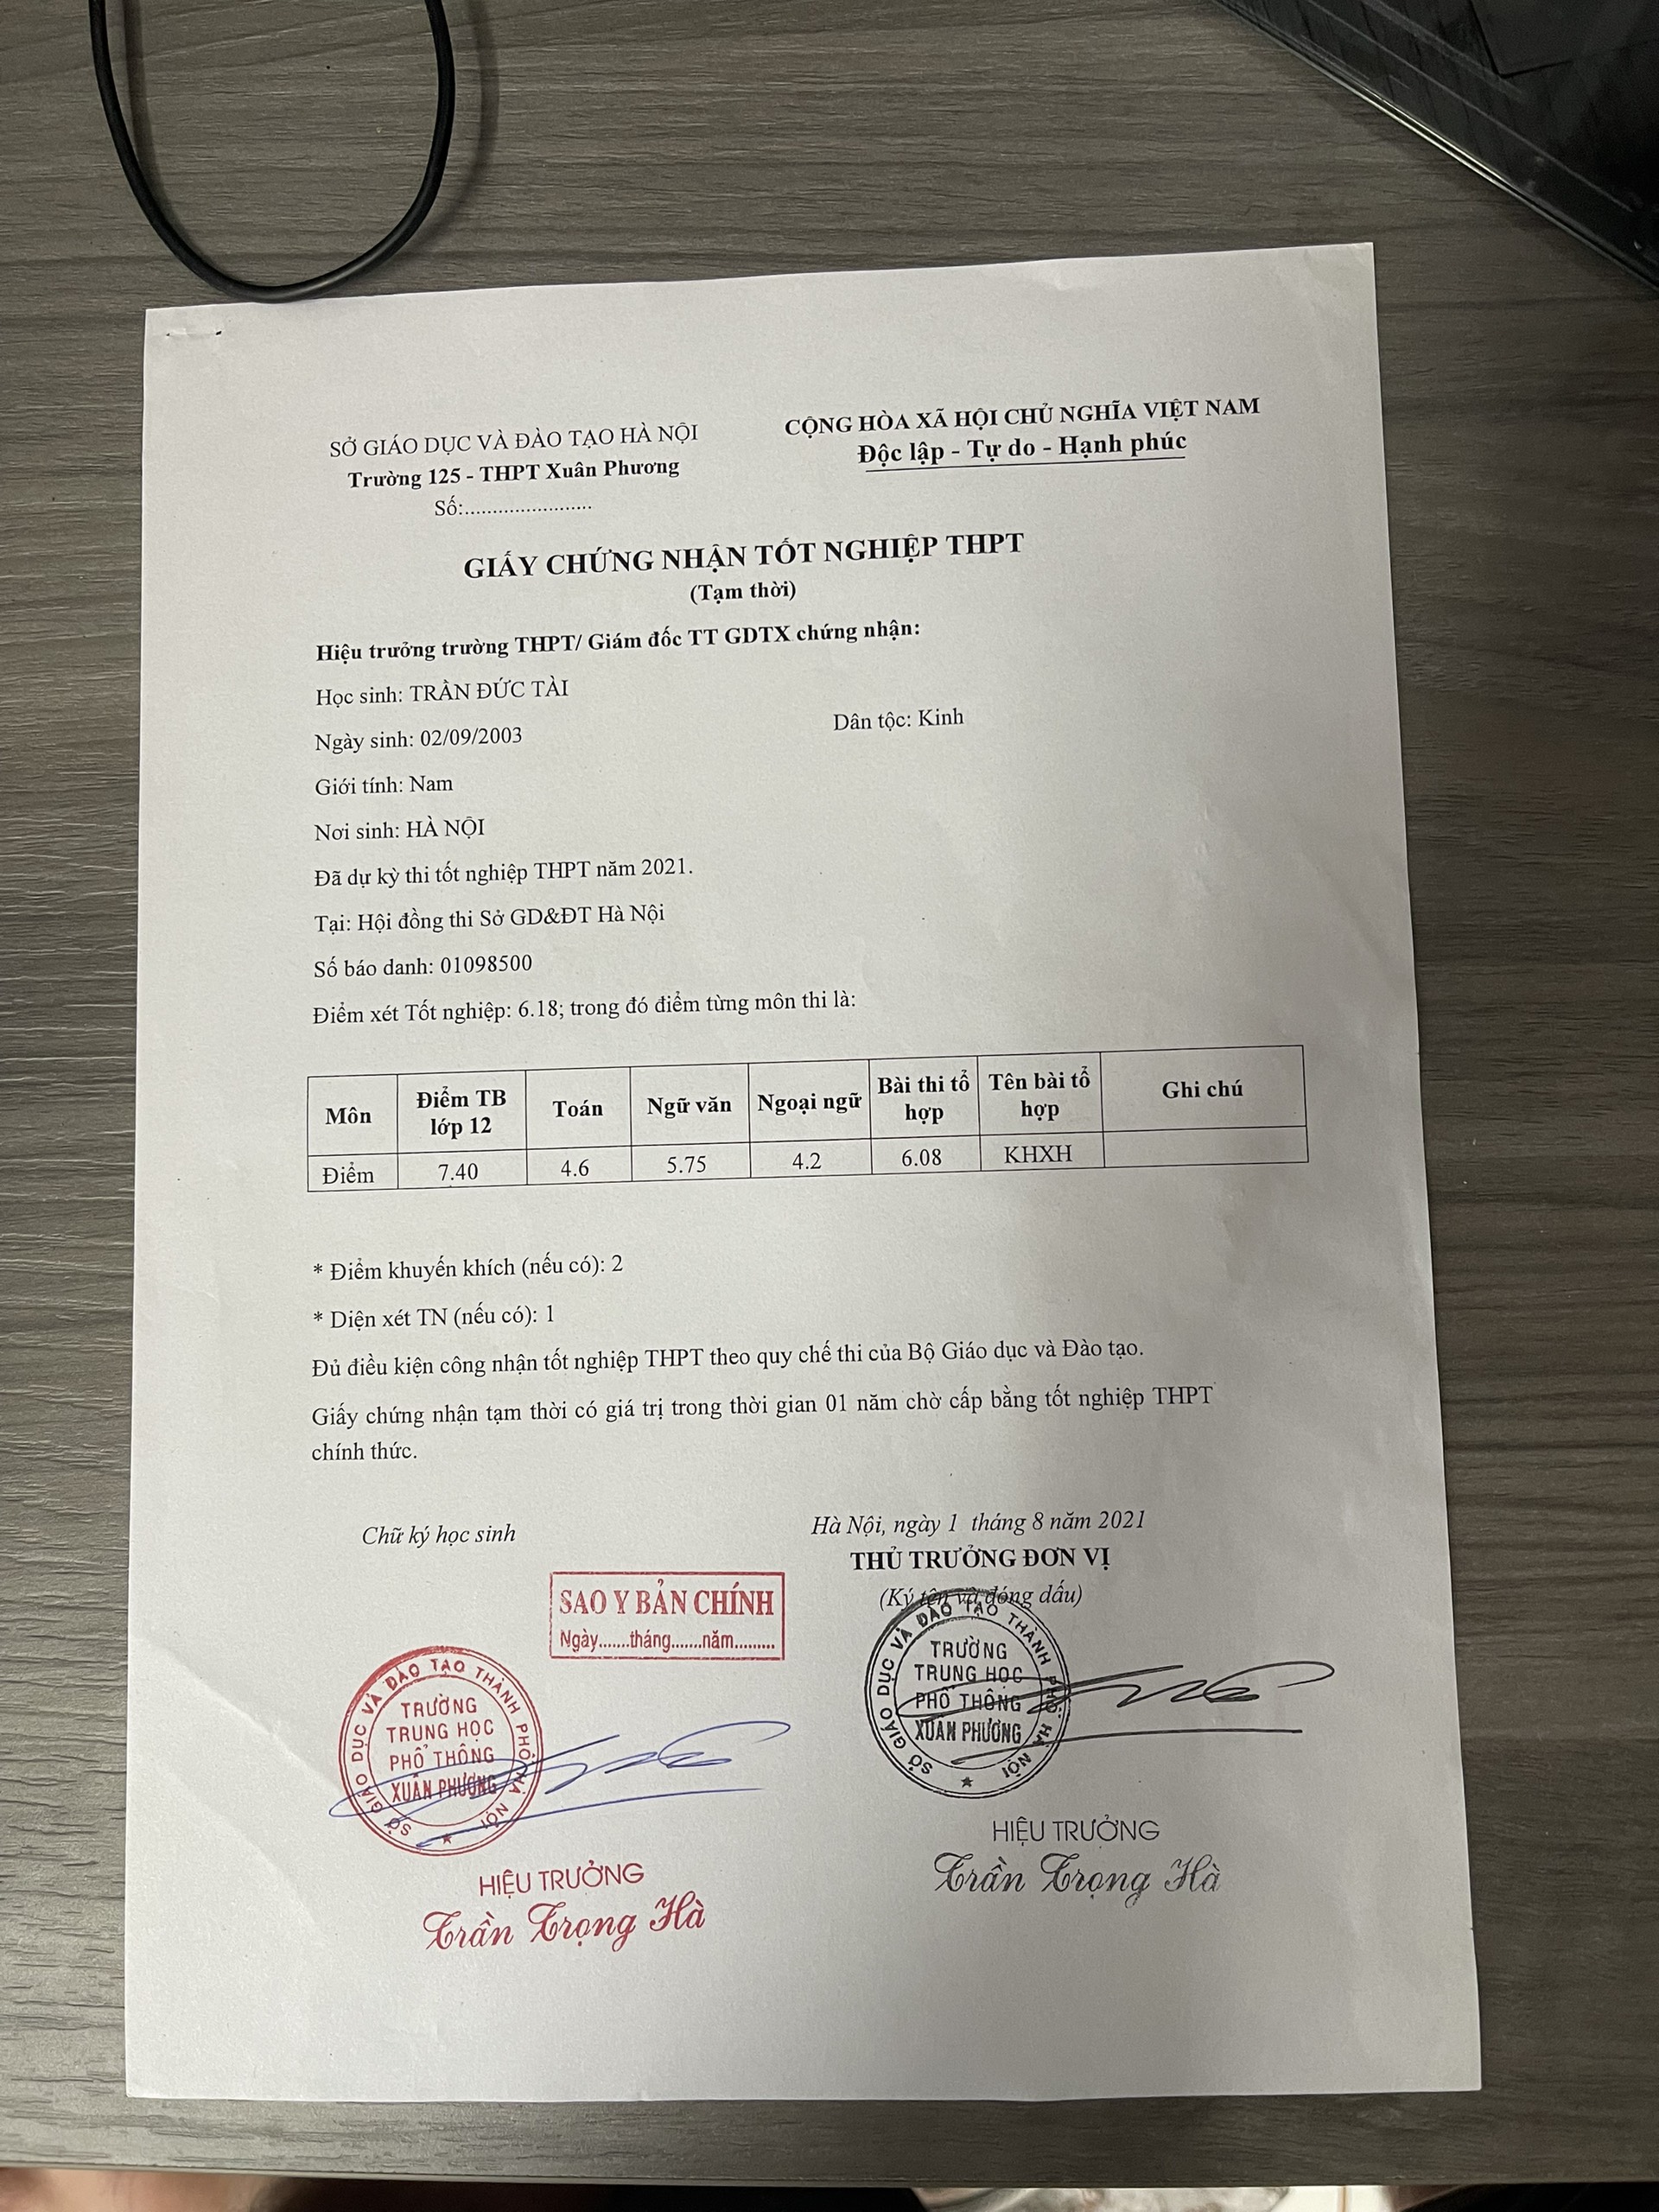 SỞ GIÁO DỤC VÀ ĐÀO TẠO HÀ NỘI
Trường 125 - THPT Xuân Phương
Số:.......................
CỘNG HÒA XÃ HỘI CHỦ NGHĨA VIỆT NAM
Độc lập - Tự do - Hạnh phúc
GIẤY CHỨNG NHẬN TỐT NGHIỆP THPT
(Tạm thời)
Hiệu trưởng trường THPT/ Giám đốc TT GDTX chứng nhận:
Học sinh: TRẦN ĐỨC TÀI
Ngày sinh: 02/09/2003 Dân tộc: Kinh
Giới tính: Nam
Nơi sinh: HÀ NỘI
Đã dự kỳ thi tốt nghiệp THPT năm 2021.
Tại: Hội đồng thi Sở GD&ĐT Hà Nội
Số báo danh: 01098500
Điểm xét Tốt nghiệp: 6.18; trong đó điểm từng môn thi là:
Môn Điểm TB lớp 12 Toán Ngữ văn Ngoại ngữ Bài thi tổ hợp Tên bài tổ hợp Ghi chú
Điểm 7.40 4.6 5.75 4.2 6.08 KHXH
* Điểm khuyến khích (nếu có): 2
* Diện xét TN (nếu có): 1
Đủ điều kiện công nhận tốt nghiệp THPT theo quy chế thi của Bộ Giáo dục và Đào tạo.
Giấy chứng nhận tạm thời có giá trị trong thời gian 01 năm chờ cấp bằng tốt nghiệp THPT
chính thức.
Chữ ký học sinh
Hà Nội, ngày 1 tháng 8 năm 2021
THỦ TRƯỞNG ĐƠN VỊ
(Ký tên và đóng dấu)
SAO Y BẢN CHÍNH
Ngày.......tháng.......năm.........
SỞ GIÁO DỤC VÀ ĐÀO TẠO THÀNH PHỐ HÀ NỘI
TRƯỜNG
TRUNG HỌC
PHỔ THÔNG
XUÂN PHƯƠNG
HIỆU TRƯỞNG
Trần Trọng Hà
SỞ GIÁO DỤC VÀ ĐÀO TẠO THÀNH PHỐ HÀ NỘI
TRƯỜNG
TRUNG HỌC
PHỔ THÔNG
XUÂN PHƯƠNG
HIỆU TRƯỞNG
Trần Trọng Hà